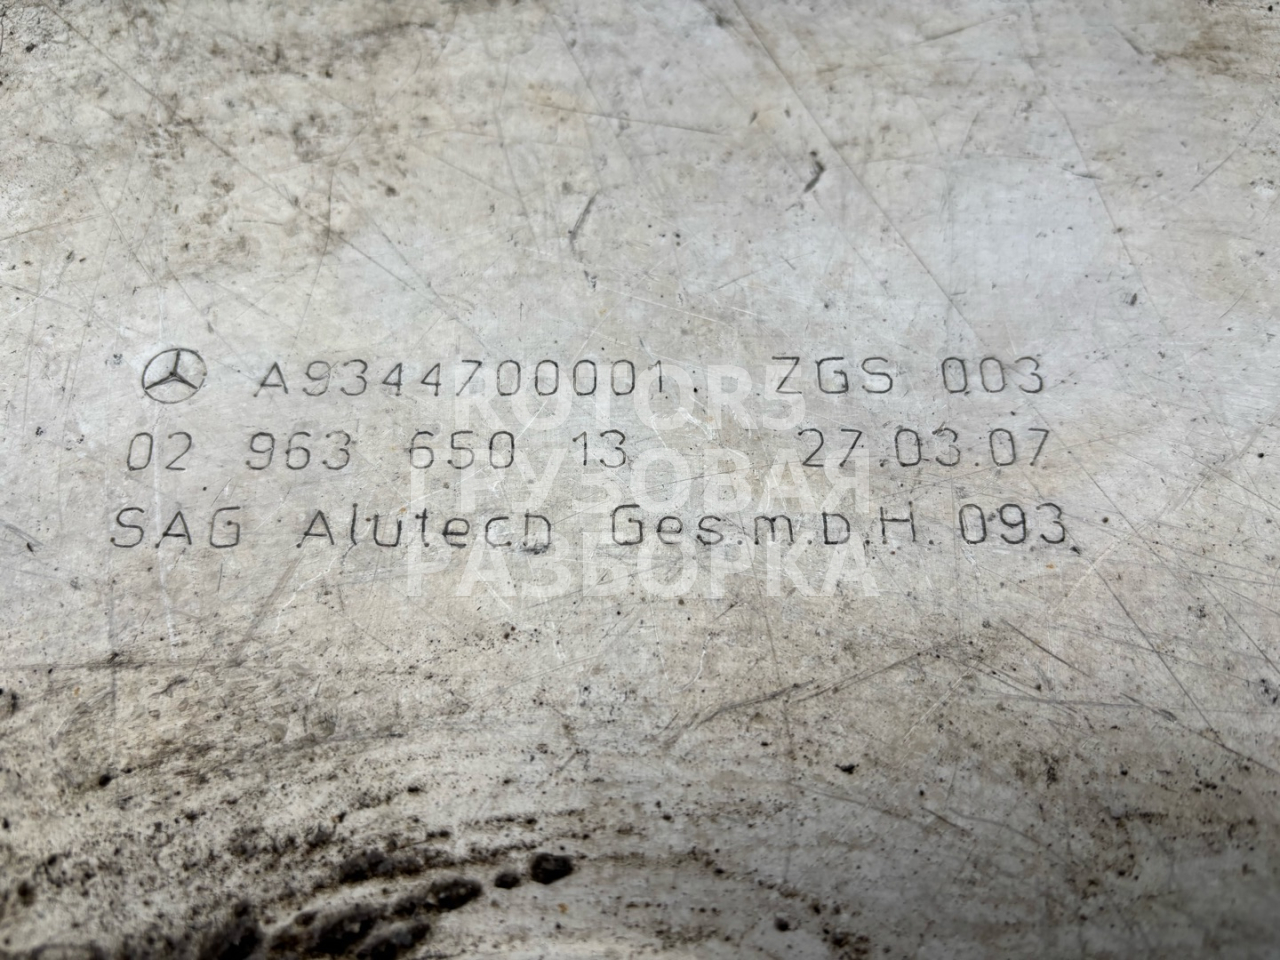 A9344700001 ZGS 003
02 963 650 13 27.03.07
SAG Alutech Ges.m.b.H. 093
ROTOR5
ГРУЗОВАЯ
РАЗБОРКА